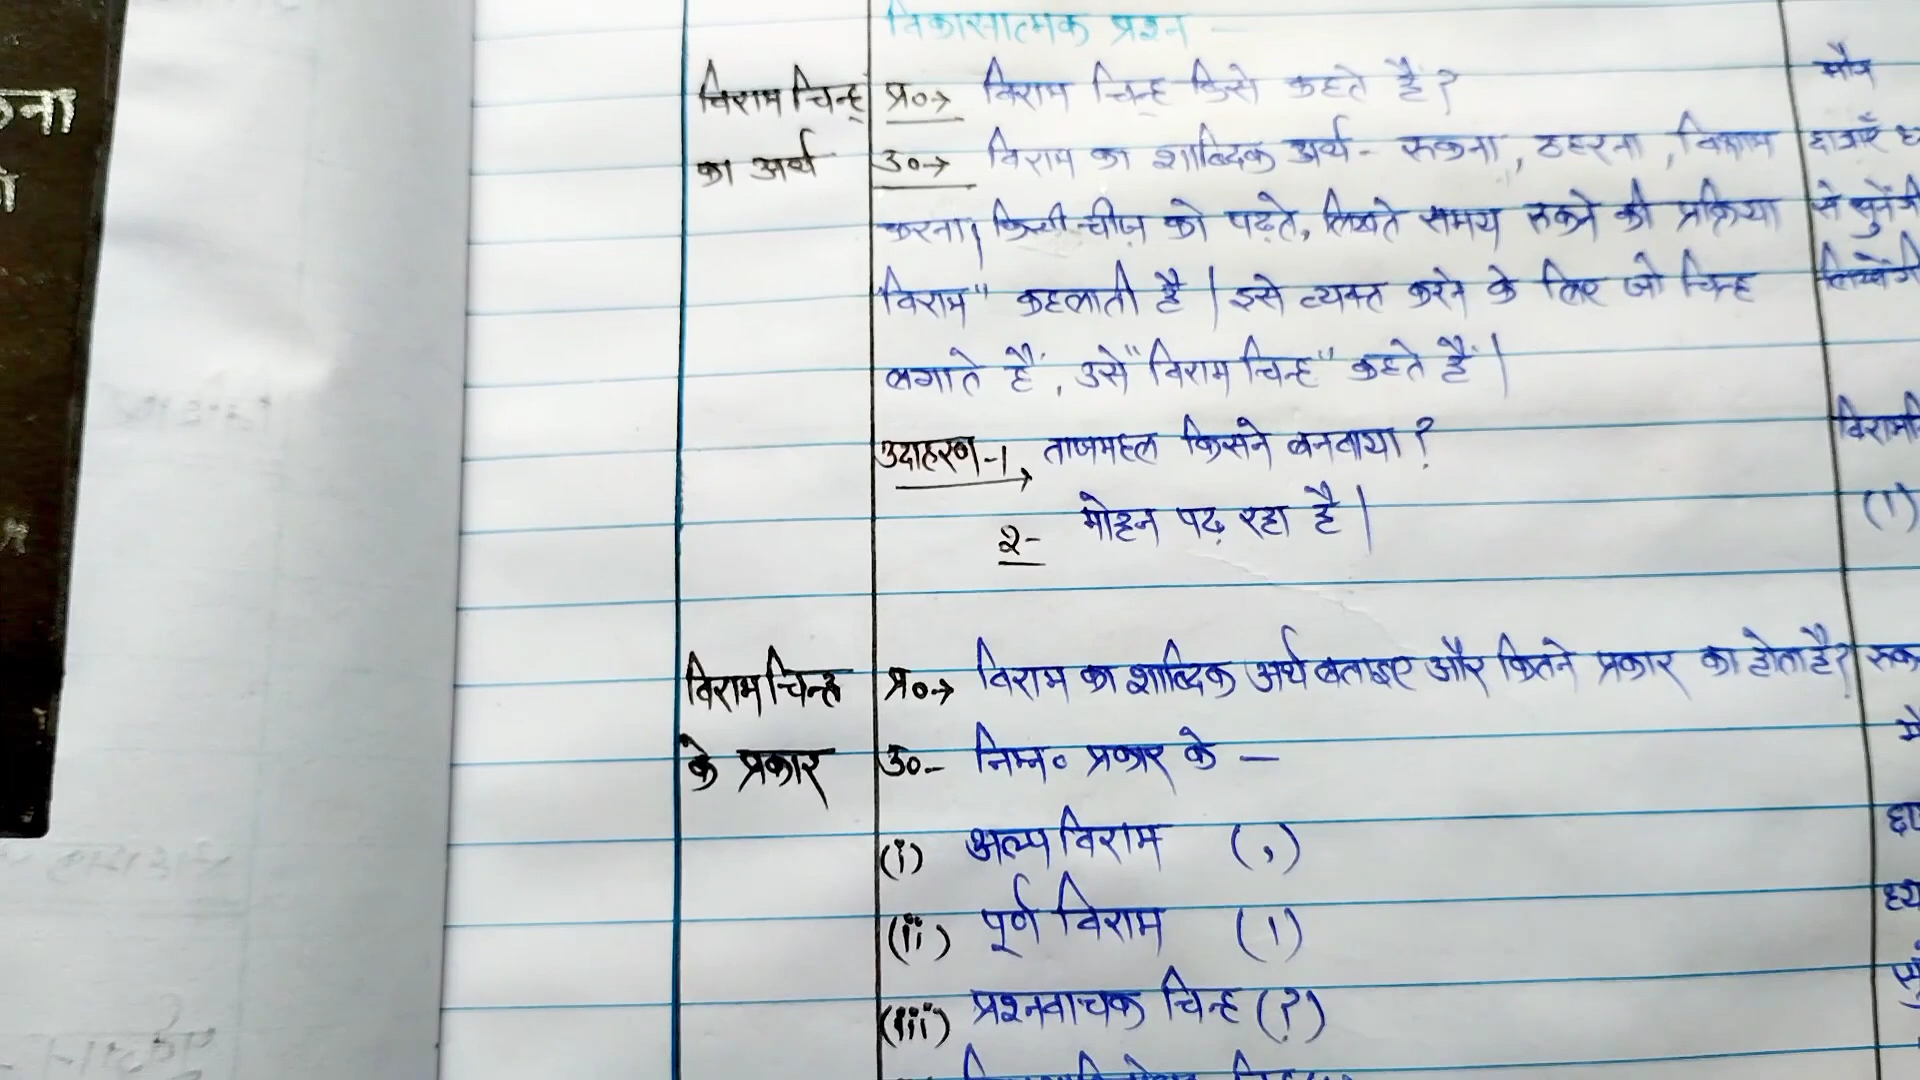 विकासात्मक प्रश्न -
विराम चिन्ह प्र०→ विराम चिन्ह किसे कहते हैं? मौन
का अर्थ उ०→ विराम का शाब्दिक अर्थ- रुकना, ठहरना, विश्राम छात्राएँ
करना। किसी चीज़ को पढ़ते, लिखते समय रुकने की प्रक्रिया से सुनेंगी
"विराम" कहलाती है। इसे व्यक्त करने के लिए जो चिन्ह लिखेंगी
लगाते हैं, उसे "विराम चिन्ह" कहते हैं।
उदाहरण-1→ ताजमहल किसने बनवाया?
2- मोहन पढ़ रहा है। (1)
विराम चिन्ह प्र०→ विराम का शाब्दिक अर्थ बताइए और कितने प्रकार का होता है?
के प्रकार उ०- निम्न० प्रकार के —
(i) अल्प विराम (,)
(ii) पूर्ण विराम (।)
(iii) प्रश्नवाचक चिन्ह (?)